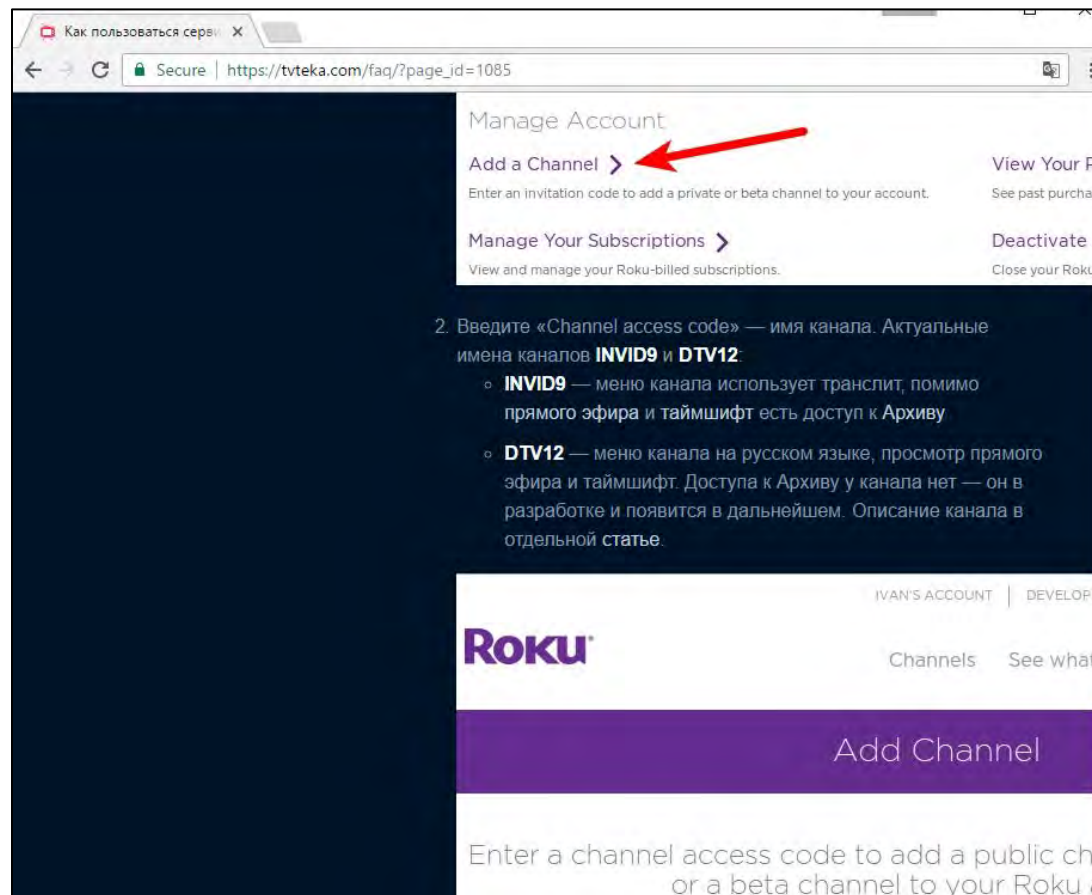 Как пользоваться серви
Secure | https://tvteka.com/faq/?page_id=1085
Manage Account
Add a Channel
View Your
Enter an invitation code to add a private or beta channel to your account.
See past purcha
Manage Your Subscriptions
Deactivate
View and manage your Roku-billed subscriptions.
Close your Roku
2. Введите «Channel access code» — имя канала. Актуальные
имена каналов INVID9 и DTV12:
INVID9 — меню канала использует транслит, помимо
прямого эфира и таймшифт есть доступ к Архиву
DTV12 — меню канала на русском языке, просмотр прямого
эфира и таймшифт. Доступа к Архиву у канала нет — он в
разработке и появится в дальнейшем. Описание канала в
отдельной статье.
IVAN'S ACCOUNT | DEVELOP
Roku
Channels See what
Add Channel
Enter a channel access code to add a public ch
or a beta channel to your Roku